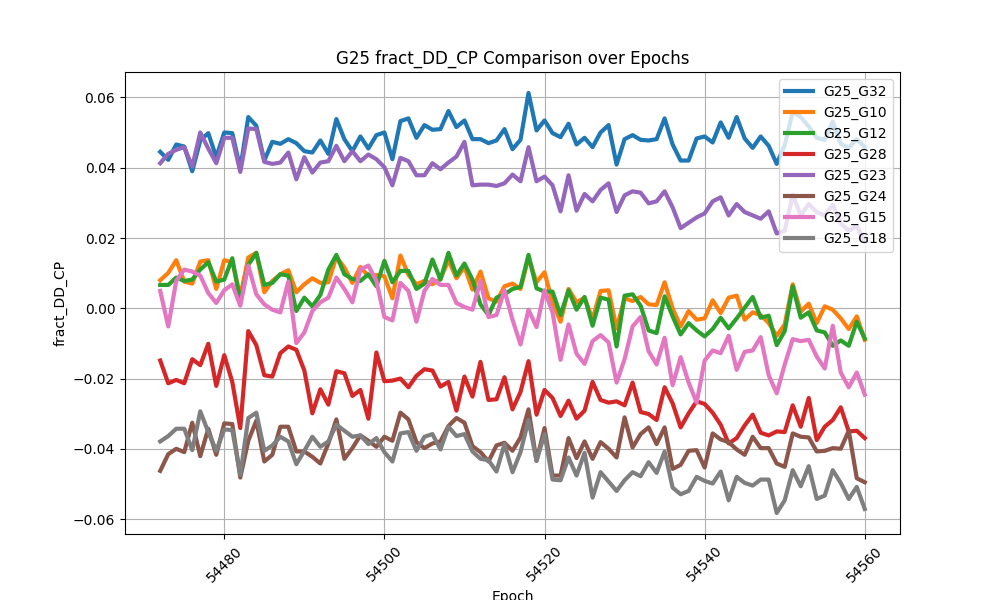 G25 fract_DD_CP Comparison over Epochs
fract_DD_CP
0.06
0.04
0.02
0.00
−0.02
−0.04
−0.06
G25_G32
G25_G10
G25_G12
G25_G28
G25_G23
G25_G24
G25_G15
G25_G18
54480
54500
54520
54540
54560
Epoch